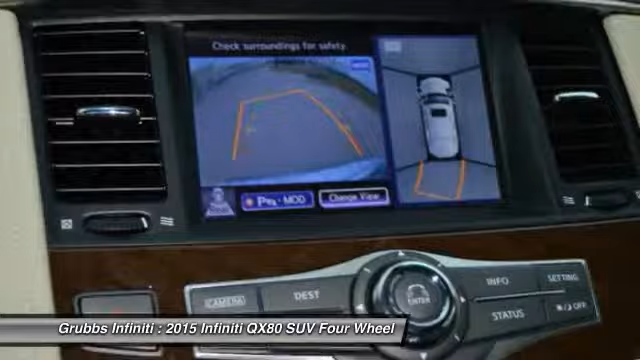 Check surroundings for safety.
MOD
P MOD
Change View
CAMERA
DEST
ENTER
INFO
SETTING
STATUS
OFF
Grubbs Infiniti : 2015 Infiniti QX80 SUV Four Wheel